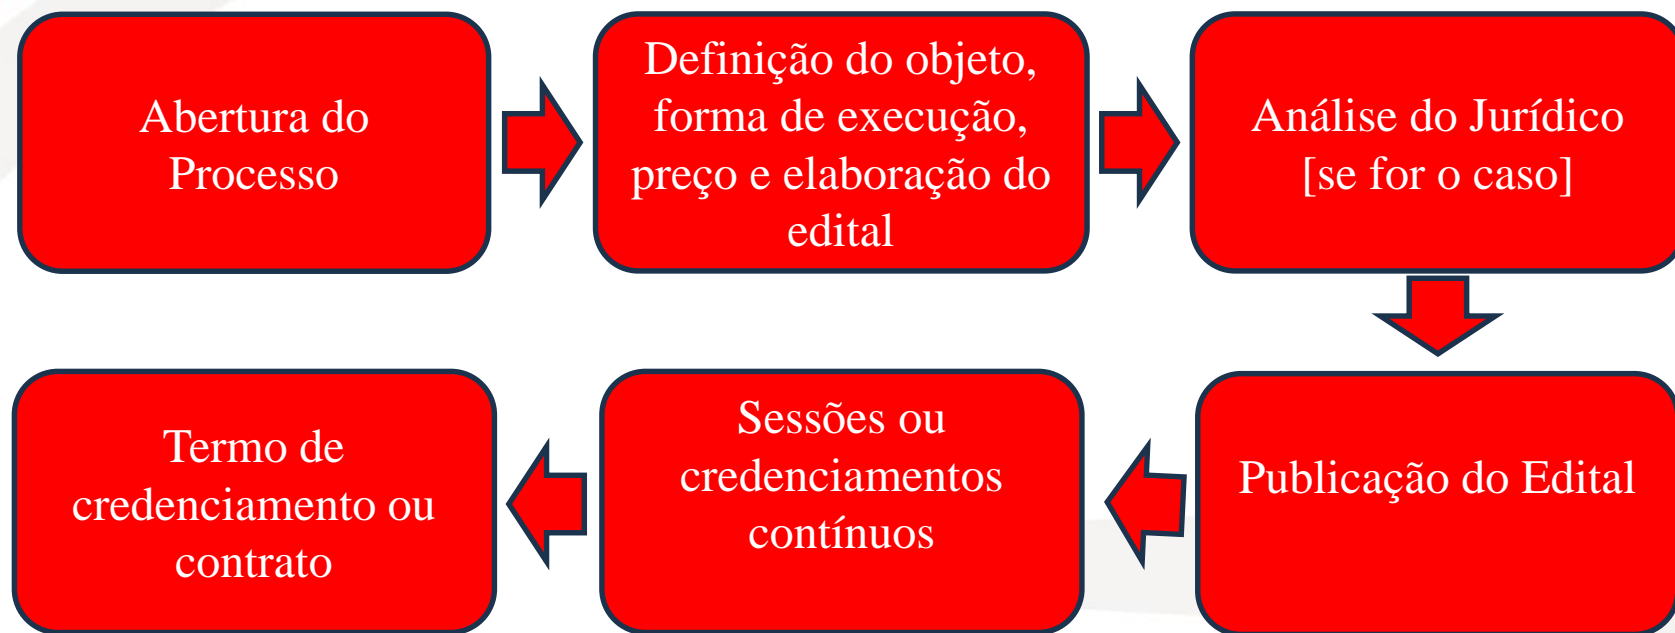 Abertura do
Processo
Definição do objeto,
forma de execução,
preço e elaboração do
edital
Análise do Jurídico
[se for o caso]
Publicação do Edital
Sessões ou
credenciamentos
contínuos
Termo de
credenciamento ou
contrato